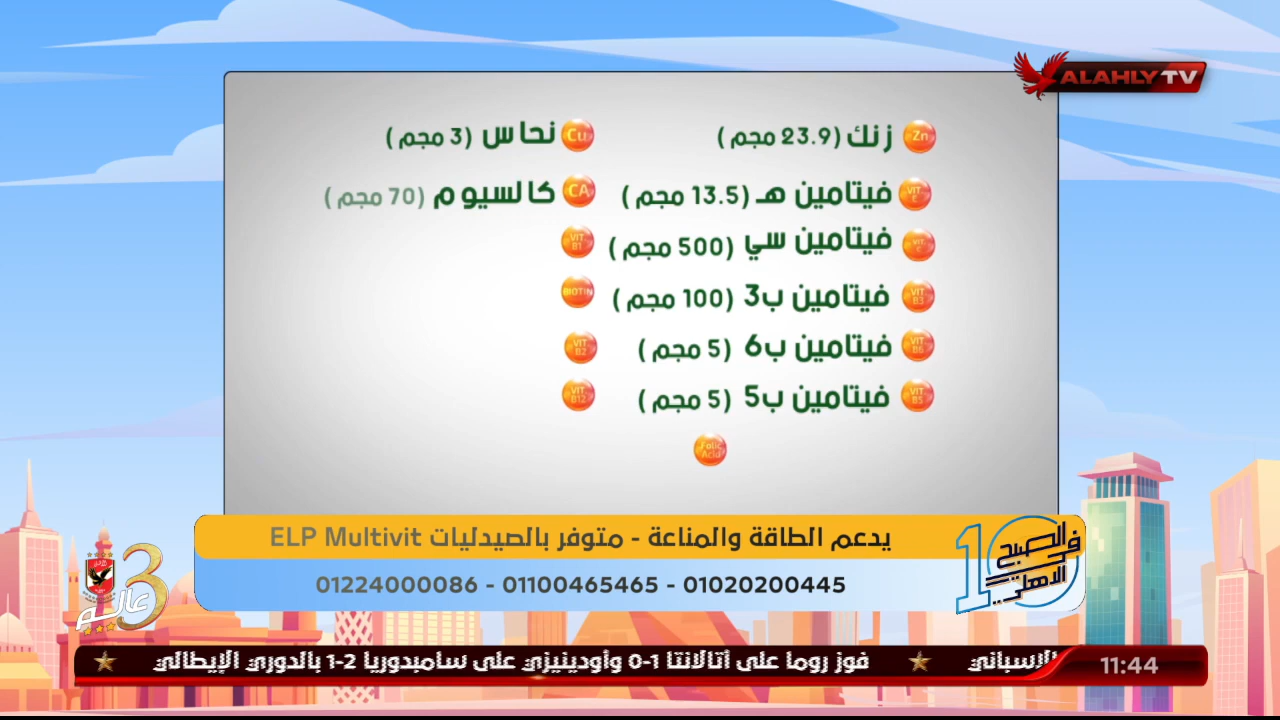 ALAHLY TV
Zn زنك (23.9 مجم)
Cu نحاس (3 مجم)
VIT. E فيتامين هـ (13.5 مجم)
CA كالسيوم (70 مجم)
VIT. C فيتامين سي (500 مجم)
VIT. B1
VIT. B3 فيتامين ب3 (100 مجم)
BIOTIN
VIT B6 فيتامين ب6 (5 مجم)
VIT B2
VIT. B5 فيتامين ب5 (5 مجم)
VIT B12
Folic Acid
يدعم الطاقة والمناعة - متوفر بالصيدليات ELP Multivit
01224000086 - 01100465465 - 01020200445
10 الصبح في الأهلي
3 عالم
الإسباني ★ فوز روما على أتالانتا 1-0 وأودينيزي على سامبدوريا 2-1 بالدوري الإيطالي ★
11:44